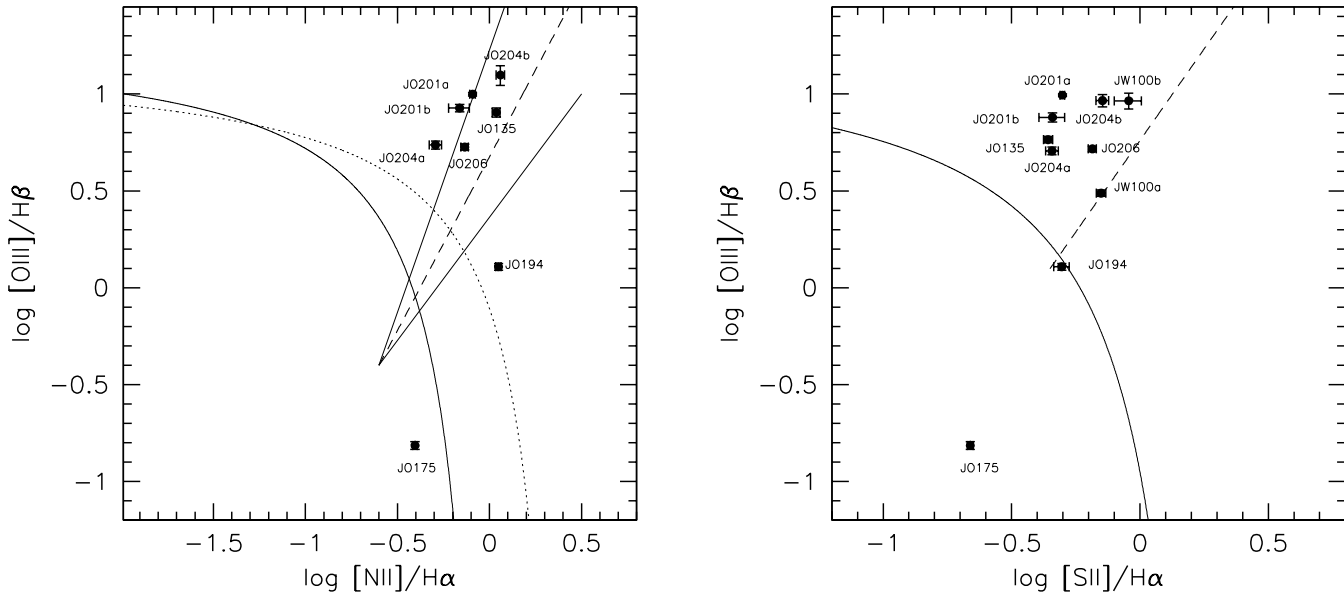 JO204b
JO201a
1
JO201b
JO135
JO204a
JO206
0.5
JO194
0
−0.5
JO175
−1
−1.5
−1
−0.5
0
0.5
log [NII]/Hα
log [OIII]/Hβ
JO201a
JW100b
1
JO201b
JO204b
JO135
JO206
JO204a
0.5
JW100a
JO194
0
−0.5
JO175
−1
−1
−0.5
0
0.5
log [SII]/Hα
log [OIII]/Hβ